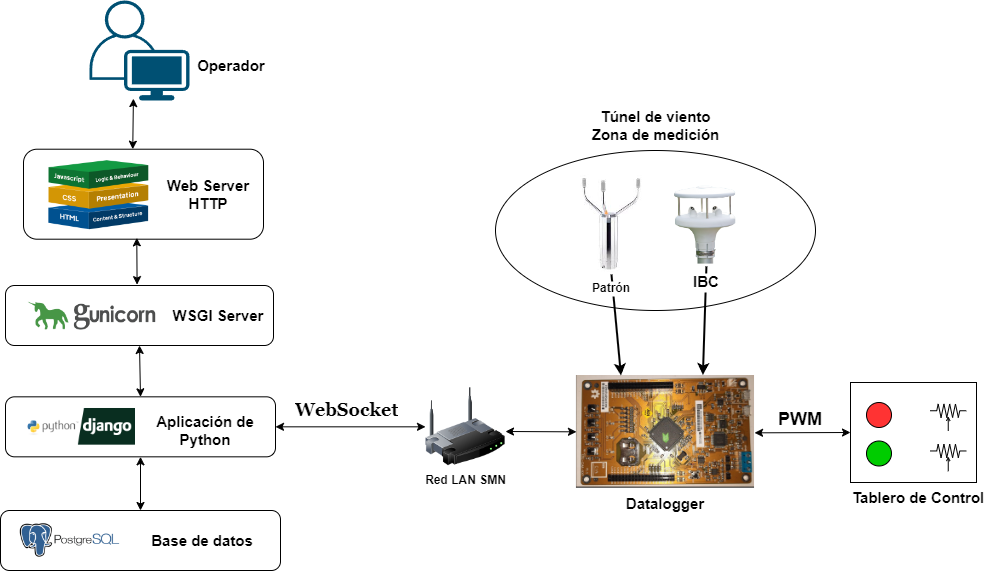 Operador
Túnel de viento
Zona de medición
Javascript
Logic & Behaviour
CSS
Presentation
HTML
Content & Structure
Web Server
HTTP
Patrón
IBC
gunicorn
WSGI Server
python
django
Aplicación de
Python
WebSocket
Red LAN SMN
Datalogger
PWM
Tablero de Control
PostgreSQL
Base de datos